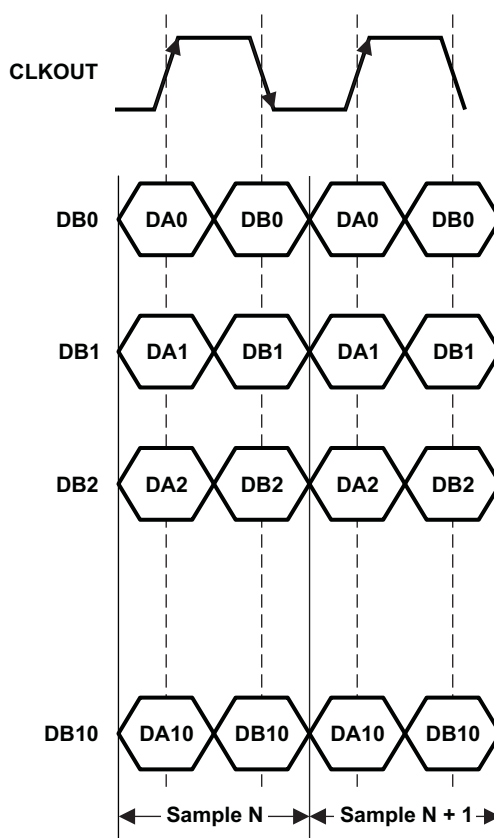 CLKOUT
DB0 DA0 DB0 DA0 DB0
DB1 DA1 DB1 DA1 DB1
DB2 DA2 DB2 DA2 DB2
DB10 DA10 DB10 DA10 DB10
Sample N Sample N + 1